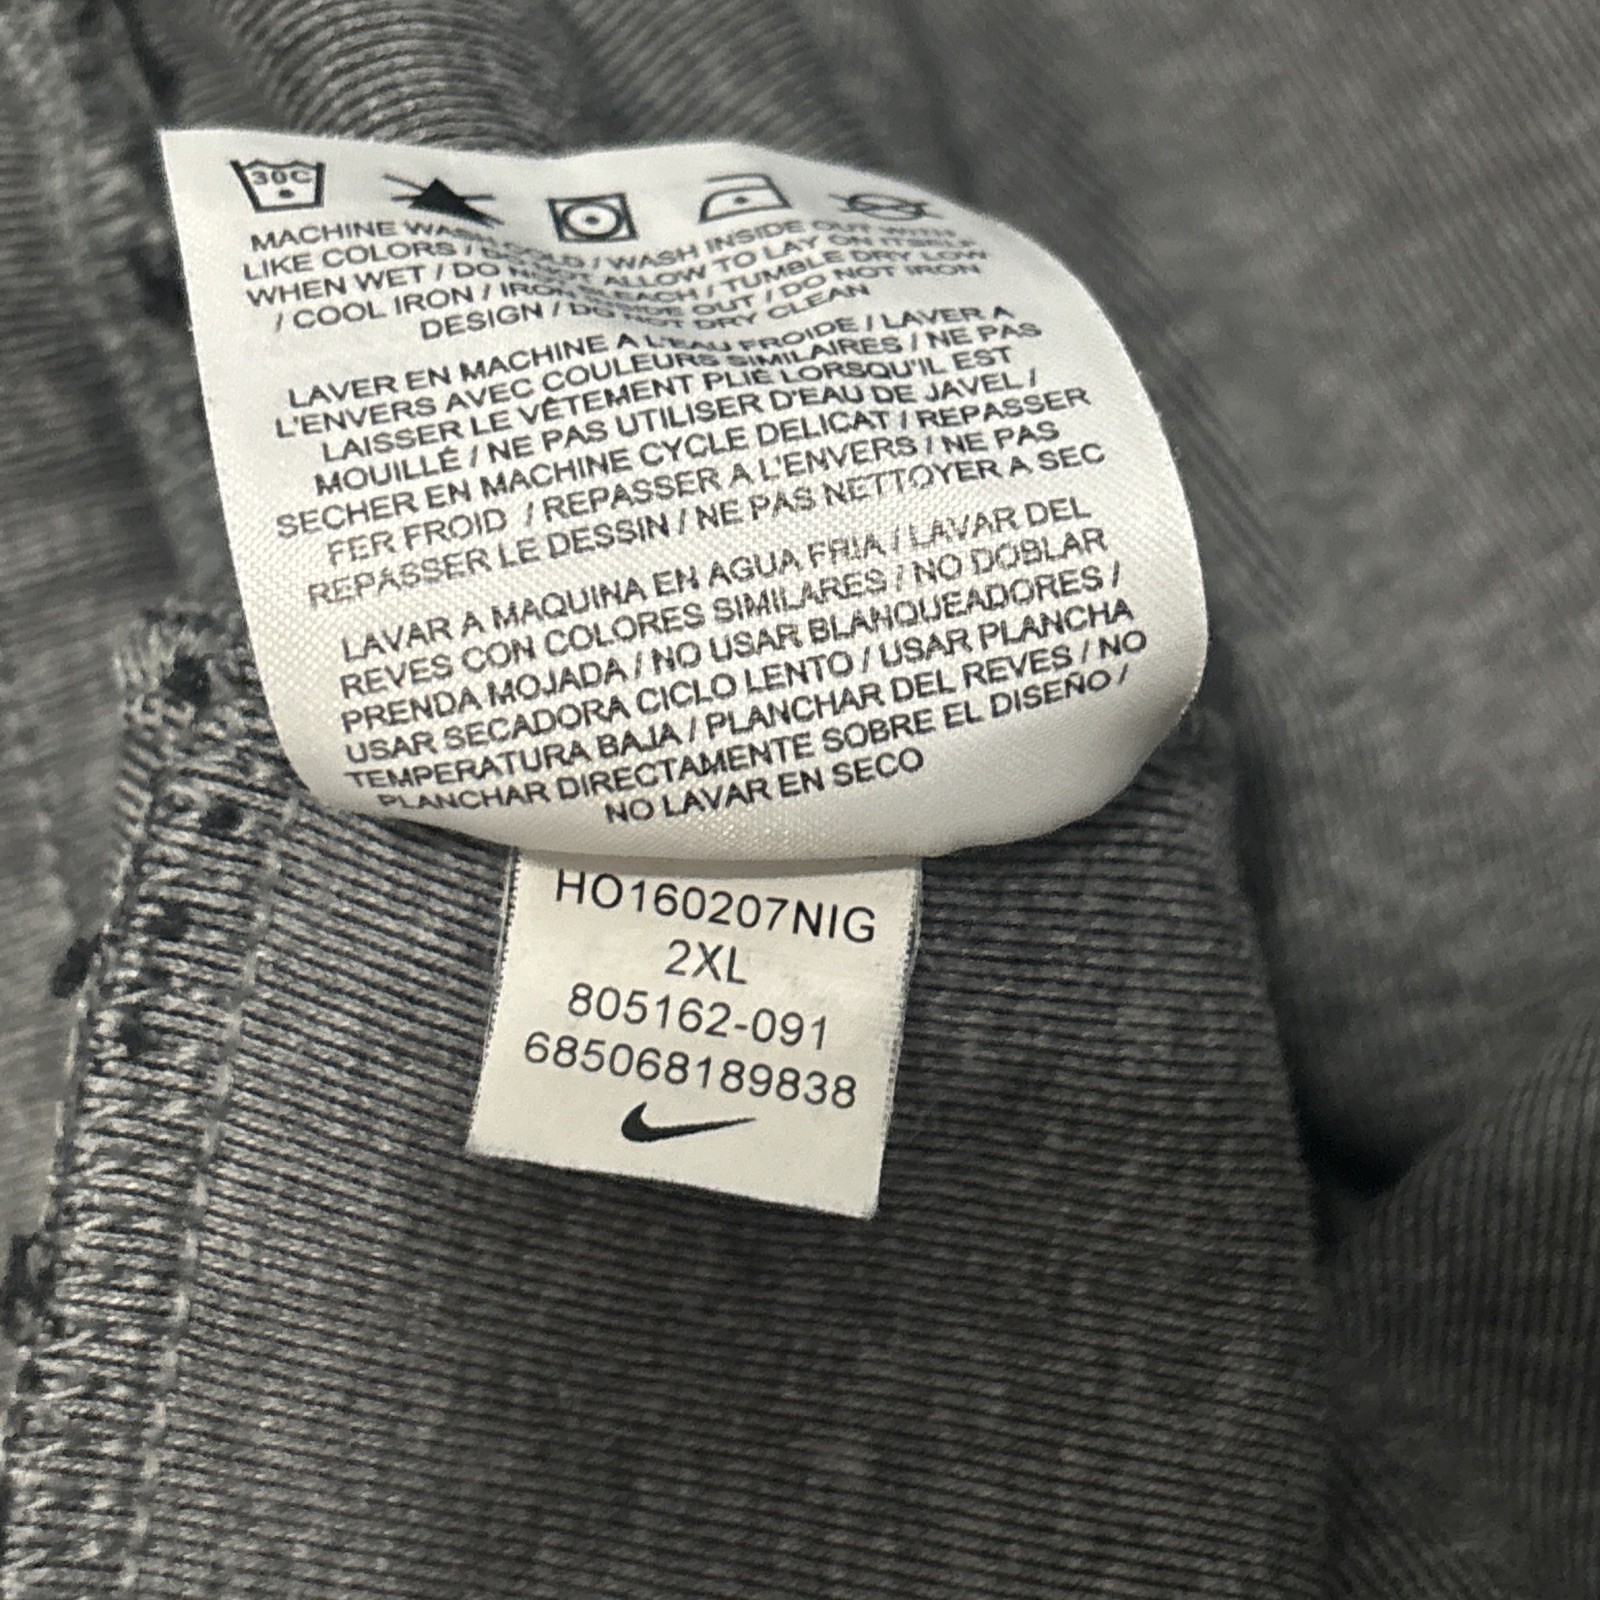 30C
MACHINE WASH COLD / WASH INSIDE OUT WITH
LIKE COLORS / DO NOT ALLOW TO LAY ON ITSELF
WHEN WET / DO NOT BLEACH / TUMBLE DRY LOW
/ COOL IRON / IRON INSIDE OUT / DO NOT IRON
DESIGN / DO NOT DRY CLEAN
LAVER EN MACHINE A L'EAU FROIDE / LAVER A
L'ENVERS AVEC COULEURS SIMILAIRES / NE PAS
LAISSER LE VÊTEMENT PLIÉ LORSQU'IL EST
MOUILLÉ / NE PAS UTILISER D'EAU DE JAVEL /
SECHER EN MACHINE CYCLE DELICAT / REPASSER
FER FROID / REPASSER A L'ENVERS / NE PAS
REPASSER LE DESSIN / NE PAS NETTOYER A SEC
LAVAR A MAQUINA EN AGUA FRIA / LAVAR DEL
REVES CON COLORES SIMILARES / NO DOBLAR
PRENDA MOJADA / NO USAR BLANQUEADORES /
USAR SECADORA CICLO LENTO / USAR PLANCHA
TEMPERATURA BAJA / PLANCHAR DEL REVES / NO
PLANCHAR DIRECTAMENTE SOBRE EL DISEÑO /
NO LAVAR EN SECO
HO160207NIG
2XL
805162-091
685068189838